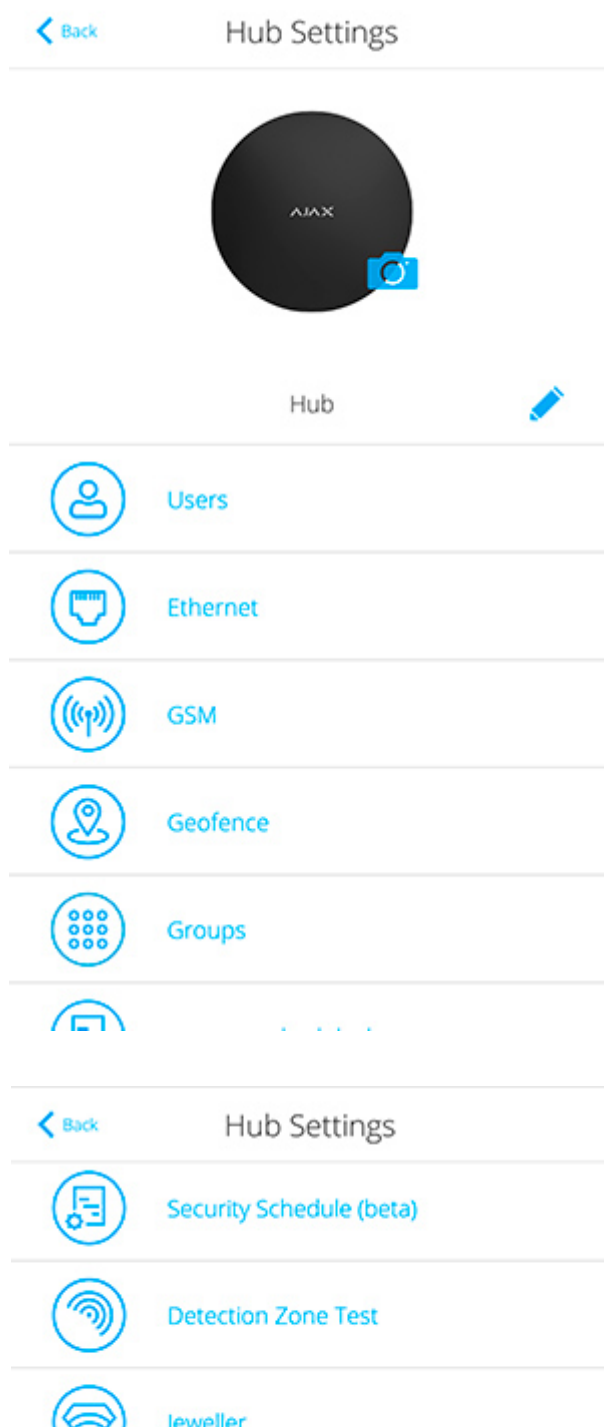 Back
Hub Settings
AJAX
Hub
Users
Ethernet
GSM
Geofence
Groups
Back
Hub Settings
Security Schedule (beta)
Detection Zone Test
Jeweller